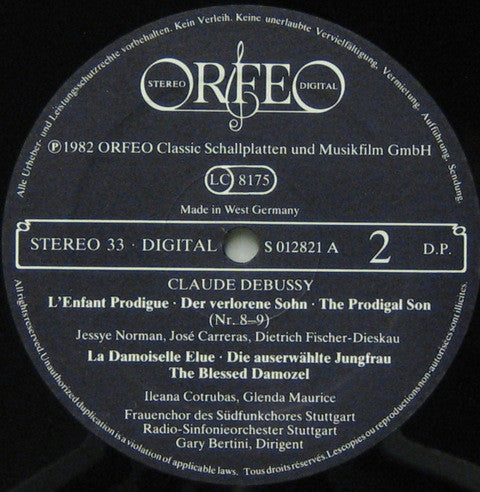 Alle Urheber- und Leistungsschutzrechte vorbehalten. Kein Verleih. Keine unerlaubte Vervielfältigung, Vermietung, Aufführung, Sendung.
STEREO ORFEO DIGITAL
Ⓟ1982 ORFEO Classic Schallplatten und Musikfilm GmbH
LC 8175
Made in West Germany
STEREO 33 · DIGITAL S 012821 A 2 D.P.
CLAUDE DEBUSSY
L'Enfant Prodigue · Der verlorene Sohn · The Prodigal Son
(Nr. 8–9)
Jessye Norman, José Carreras, Dietrich Fischer-Dieskau
La Damoiselle Elue · Die auserwählte Jungfrau
The Blessed Damozel
Ileana Cotrubas, Glenda Maurice
Frauenchor des Südfunkchores Stuttgart
Radio-Sinfonieorchester Stuttgart
Gary Bertini, Dirigent
All rights reserved. Unauthorized duplication is a violation of applicable laws. Tous droits réservés. Les copies ou reproductions non-autorisées sont illicites.